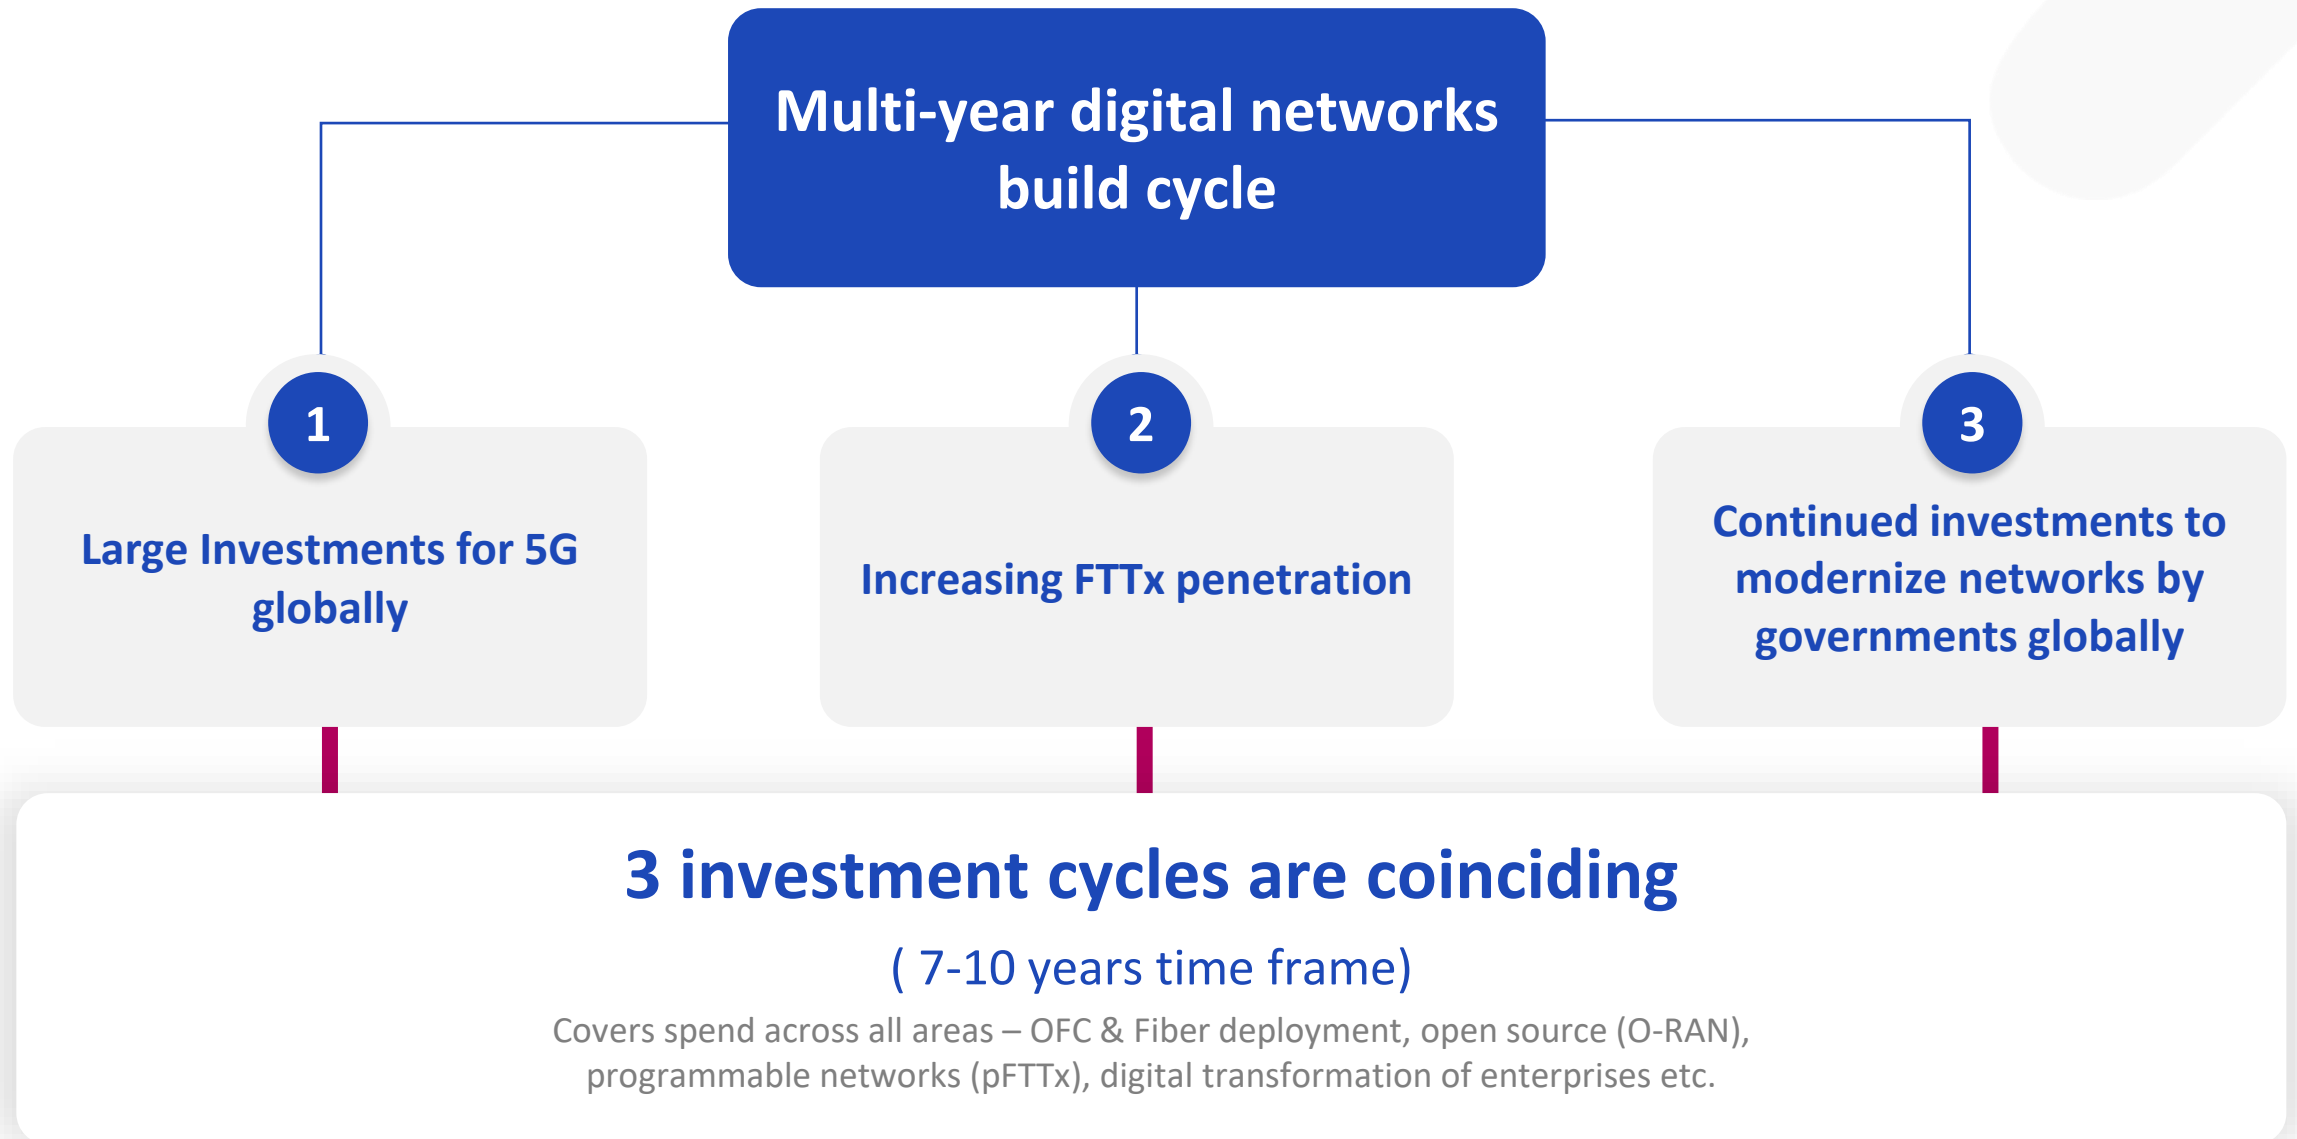 Multi-year digital networks
build cycle
1
Large Investments for 5G
globally
2
Increasing FTTx penetration
3
Continued investments to
modernize networks by
governments globally
3 investment cycles are coinciding
( 7-10 years time frame)
Covers spend across all areas – OFC & Fiber deployment, open source (O-RAN),
programmable networks (pFTTx), digital transformation of enterprises etc.